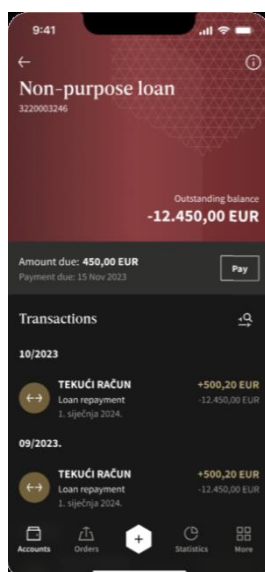 9:41
Non-purpose loan
3220003246
Outstanding balance
-12.450,00 EUR
Amount due: 450,00 EUR
Payment due: 15 Nov 2023
Pay
Transactions
10/2023
TEKUĆI RAČUN +500,20 EUR
Loan repayment -12.450,00 EUR
1. siječnja 2024.
09/2023.
TEKUĆI RAČUN +500,20 EUR
Loan repayment -12.450,00 EUR
1. siječnja 2024.
Accounts Orders Statistics More